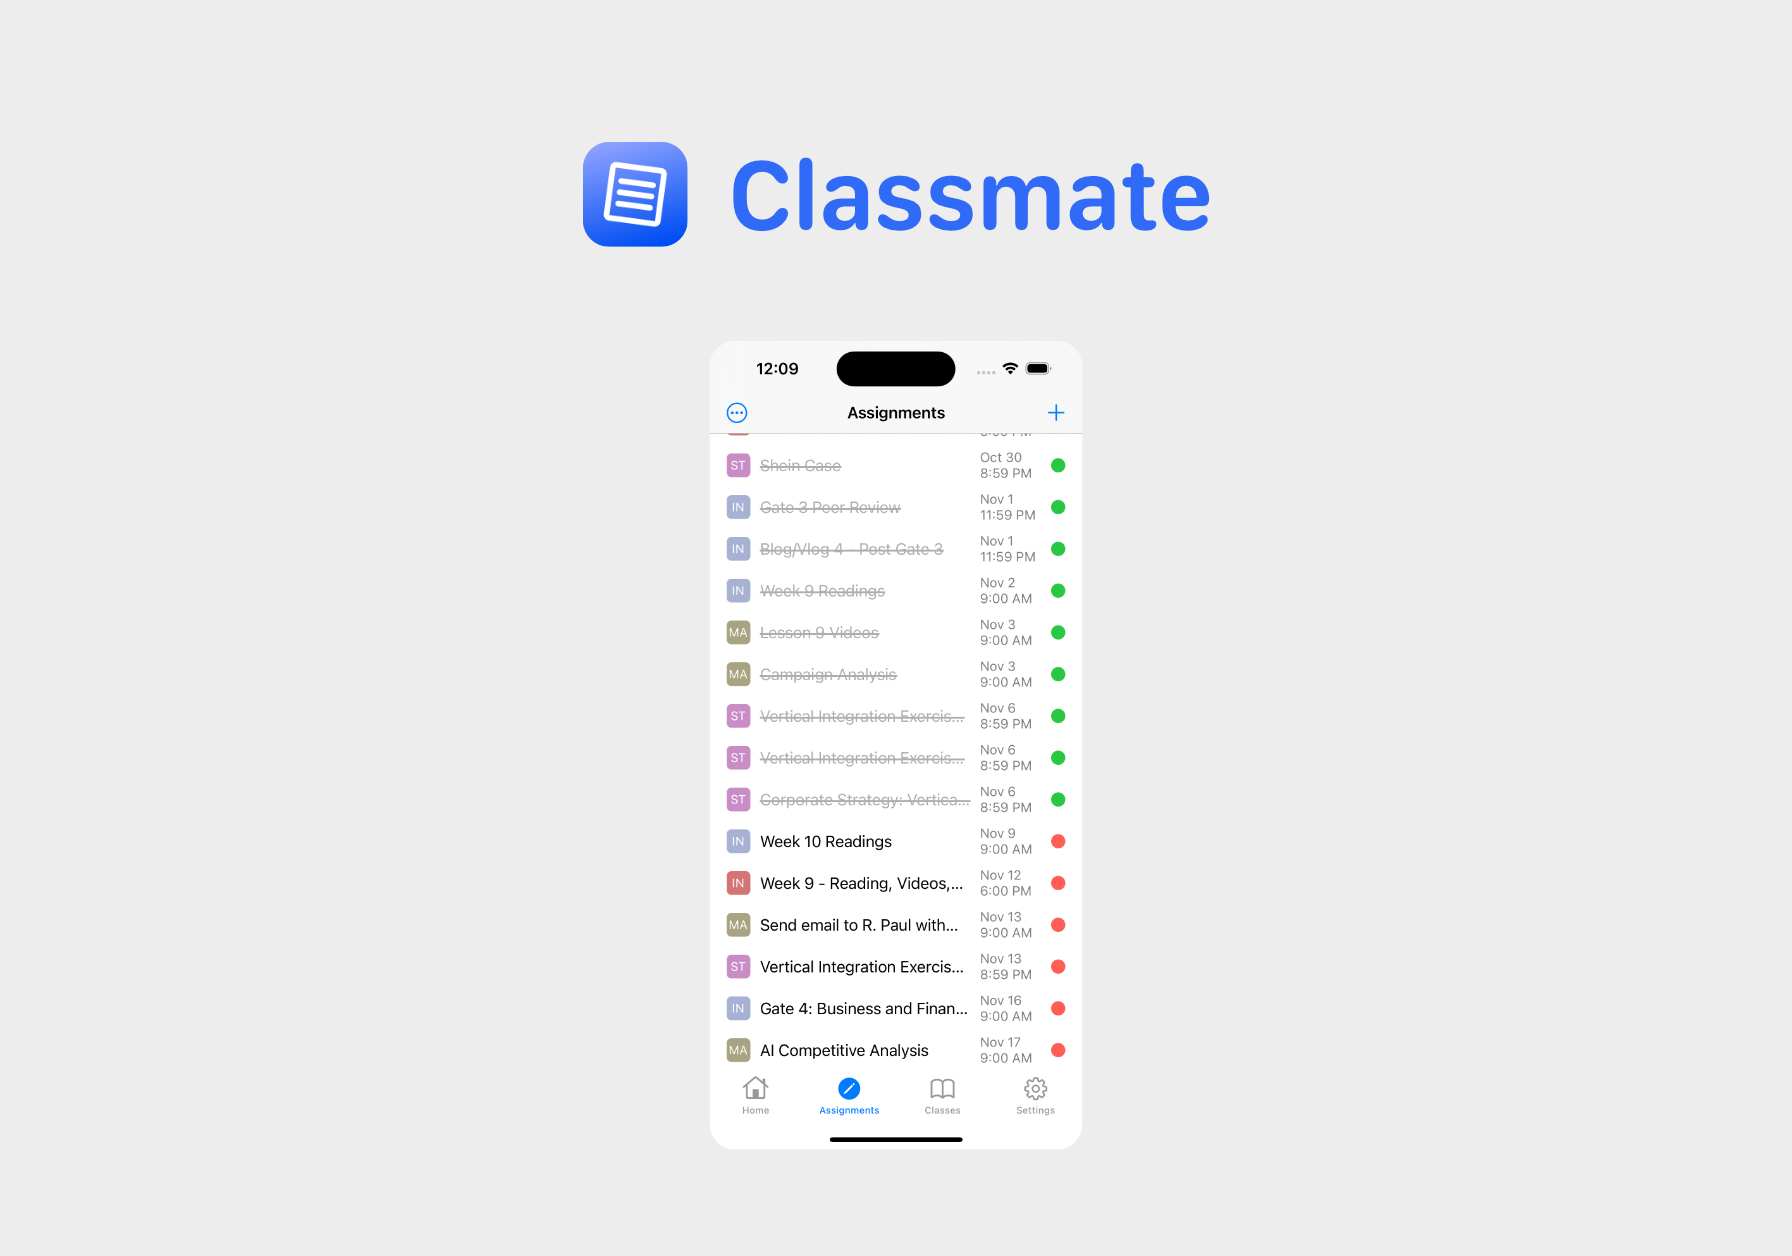 Classmate
12:09
Assignments
ST Shein Case Oct 30
8:59 PM
IN Gate 3 Peer Review Nov 1
11:59 PM
IN Blog/Vlog 4 - Post Gate 3 Nov 1
11:59 PM
IN Week 9 Readings Nov 2
9:00 AM
MA Lesson 9 Videos Nov 3
9:00 AM
MA Campaign Analysis Nov 3
9:00 AM
ST Vertical Integration Exercis... Nov 6
8:59 PM
ST Vertical Integration Exercis... Nov 6
8:59 PM
ST Corporate Strategy: Vertica... Nov 6
8:59 PM
IN Week 10 Readings Nov 9
9:00 AM
IN Week 9 - Reading, Videos,... Nov 12
6:00 PM
MA Send email to R. Paul with... Nov 13
9:00 AM
ST Vertical Integration Exercis... Nov 13
8:59 PM
IN Gate 4: Business and Finan... Nov 16
9:00 AM
MA AI Competitive Analysis Nov 17
9:00 AM
Home Assignments Classes Settings